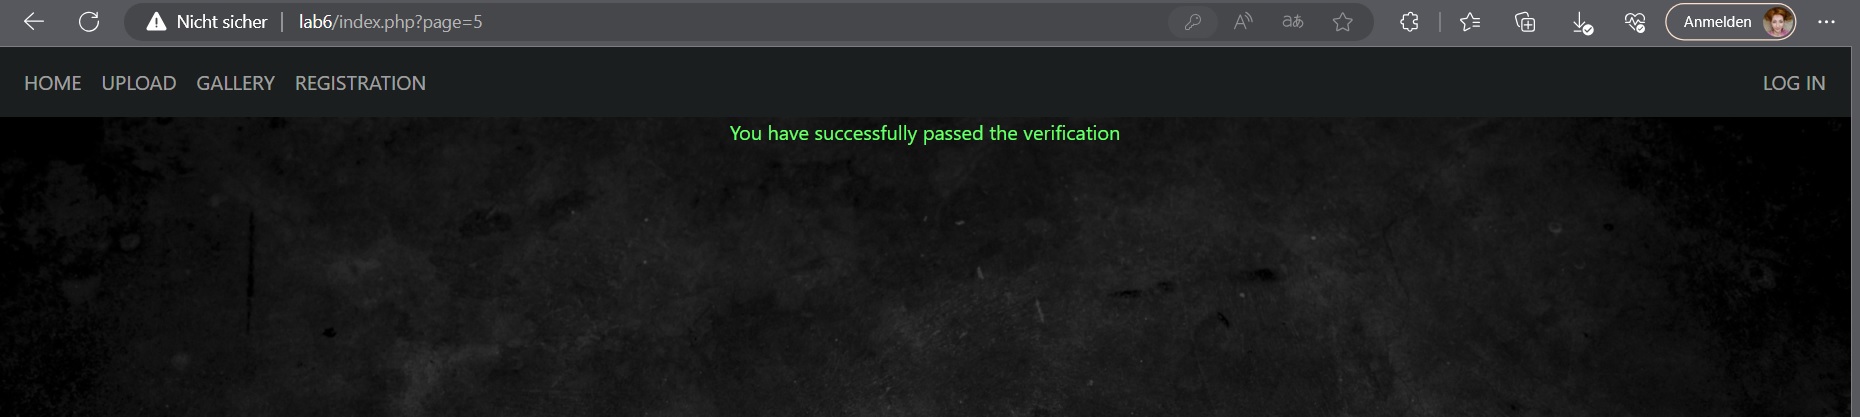 Nicht sicher | lab6/index.php?page=5 Anmelden
HOME UPLOAD GALLERY REGISTRATION LOG IN
You have successfully passed the verification